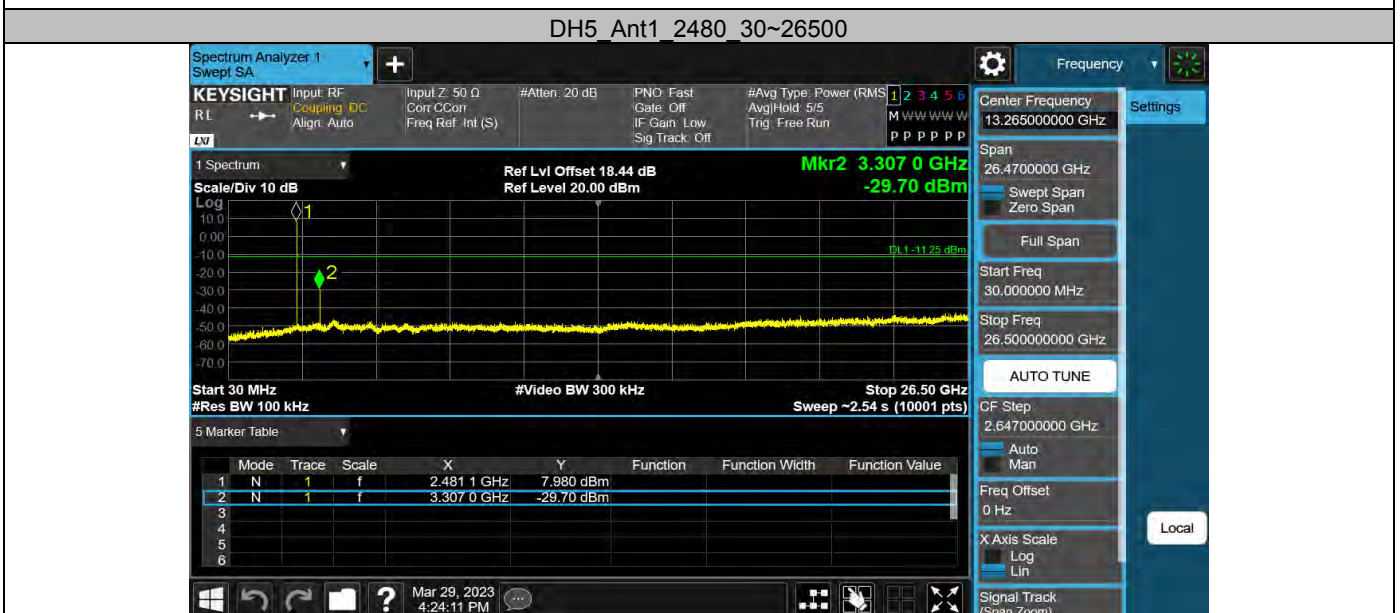 DH5_Ant1_2480_30~26500
Spectrum Analyzer 1
Swept SA
Frequency
KEYSIGHT
RL
LXI
Input: RF
Coupling: DC
Align: Auto
Input Z: 50 Ω
Corr CCorr
Freq Ref: Int (S)
#Atten: 20 dB
PNO: Fast
Gate: Off
IF Gain: Low
Sig Track: Off
#Avg Type: Power (RMS
Avg|Hold: 5/5
Trig: Free Run
1 2 3 4 5 6
M W W W W W
P P P P P P
Center Frequency
13.265000000 GHz
Settings
1 Spectrum
Ref Lvl Offset 18.44 dB
Mkr2 3.307 0 GHz
Scale/Div 10 dB
Ref Level 20.00 dBm
-29.70 dBm
Span
26.4700000 GHz
Swept Span
Zero Span
Log
10.0
0.00
-10.0
-20.0
-30.0
-40.0
-50.0
-60.0
-70.0
1
2
DL1 -11.25 dBm
Full Span
Start Freq
30.000000 MHz
Stop Freq
26.500000000 GHz
AUTO TUNE
Start 30 MHz
#Video BW 300 kHz
Stop 26.50 GHz
#Res BW 100 kHz
Sweep ~2.54 s (10001 pts)
CF Step
2.647000000 GHz
Auto
Man
5 Marker Table
Mode Trace Scale X Y Function Function Width Function Value
1 N 1 f 2.481 1 GHz 7.980 dBm
2 N 1 f 3.307 0 GHz -29.70 dBm
3
4
5
6
Freq Offset
0 Hz
Local
X Axis Scale
Log
Lin
Signal Track
(Span Zoom)
?
Mar 29, 2023
4:24:11 PM